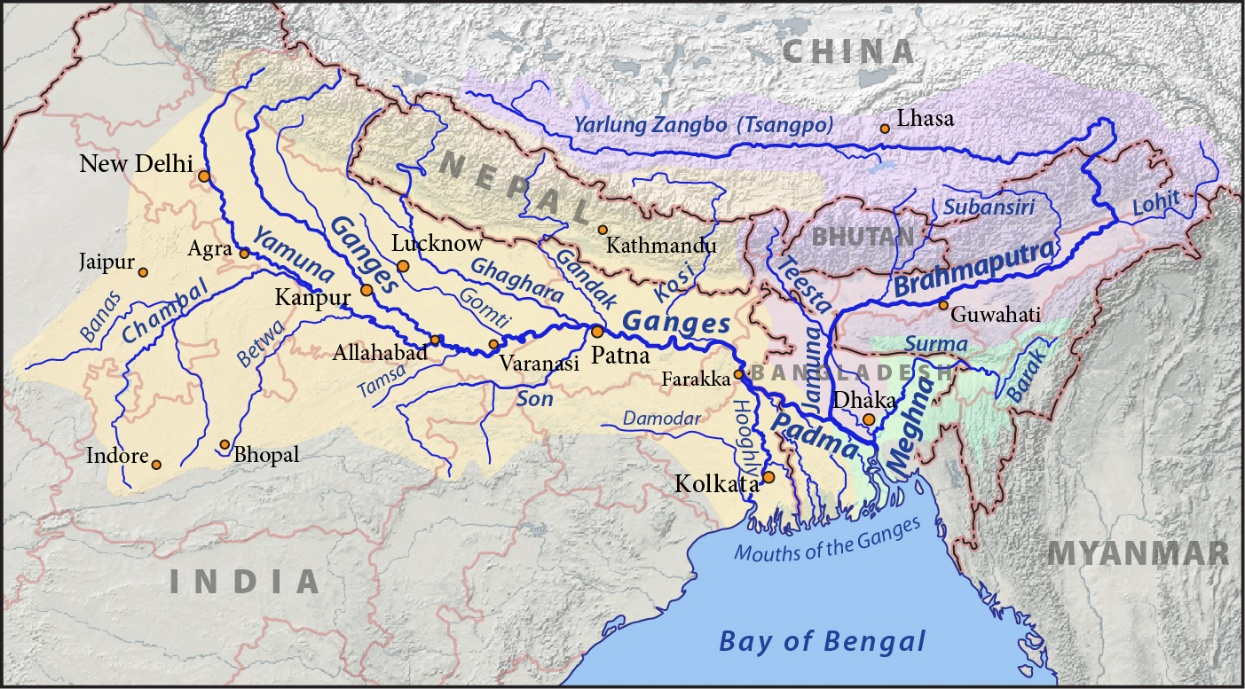 CHINA
Yarlung Zangbo (Tsangpo)
Lhasa
New Delhi
NEPAL
Lohit
Subansiri
BHUTAN
Agra
Yamuna
Ganges
Lucknow
Kathmandu
Jaipur
Ghaghara
Gandak
Kosi
Teesta
Brahmaputra
Banas
Chambal
Kanpur
Gomti
Ganges
Guwahati
Betwa
Allahabad
Varanasi
Patna
Surma
Tamsa
Farakka
BANGLADESH
Jamuna
Barak
Son
Dhaka
Meghna
Damodar
Hooghly
Padma
Indore
Bhopal
Kolkata
Mouths of the Ganges
INDIA
MYANMAR
Bay of Bengal